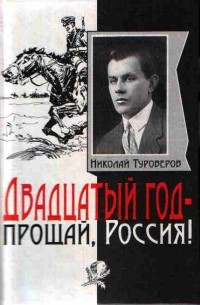 Николай Туроверов
Двадцатый год-
прощай, Россия!